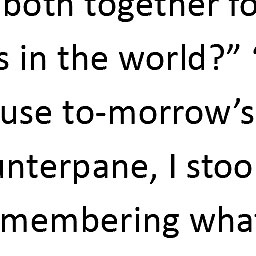 both together fo
s in the world?” “
use to-morrow’s
unterpane, I stoo
membering what